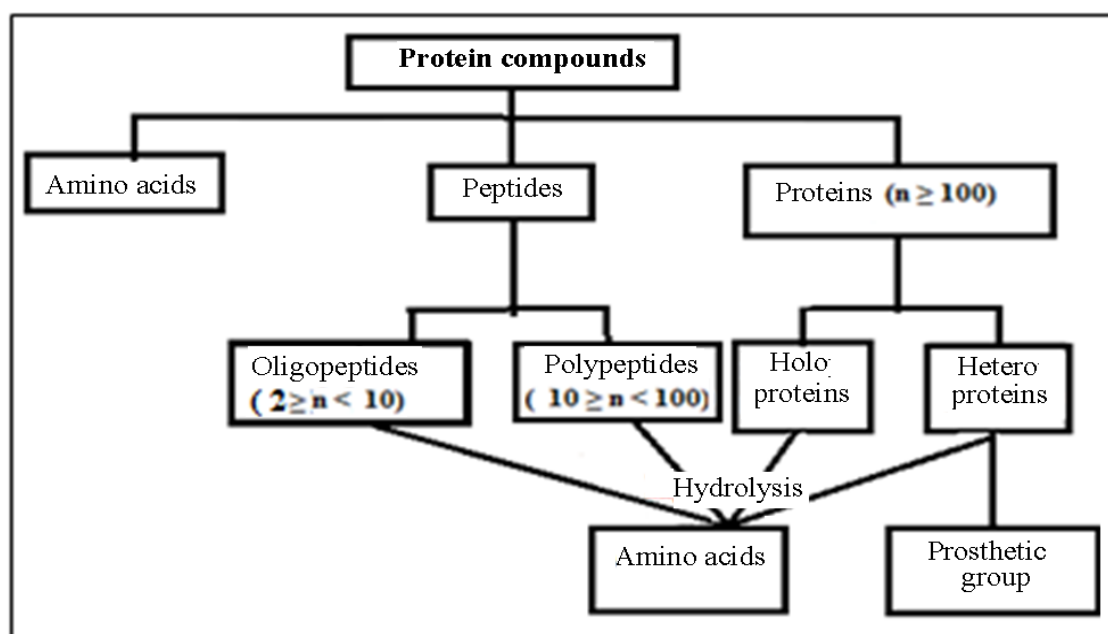 Protein compounds
Amino acids
Peptides
Proteins (n ≥ 100)
Oligopeptides
( 2 ≥ n < 10)
Polypeptides
( 10 ≥ n < 100)
Holo
proteins
Hetero
proteins
Hydrolysis
Amino acids
Prosthetic
group